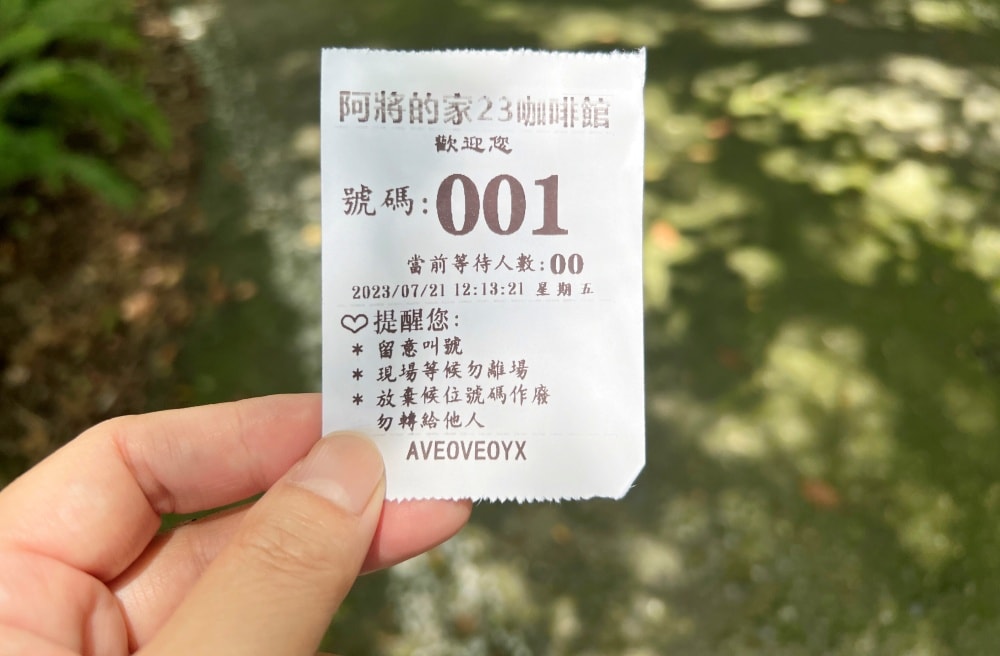 阿將的家23咖啡館
歡迎您
號碼:001
當前等待人數:00
2023/07/21 12:13:21 星期五
♡提醒您:
* 留意叫號
* 現場等候勿離場
* 放棄候位號碼作廢
勿轉給他人
AVEOVEOYX